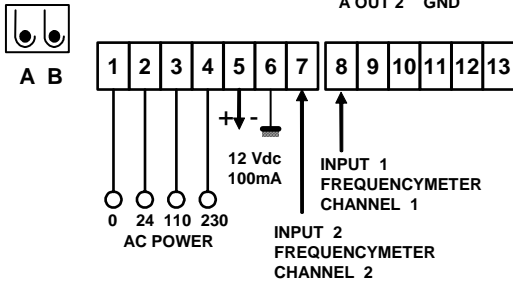 A OUT 2 GND
A B
1 2 3 4 5 6 7 8 9 10 11 12 13
+ -
12 Vdc
100mA
0 24 110 230
AC POWER
INPUT 1
FREQUENCYMETER
CHANNEL 1
INPUT 2
FREQUENCYMETER
CHANNEL 2